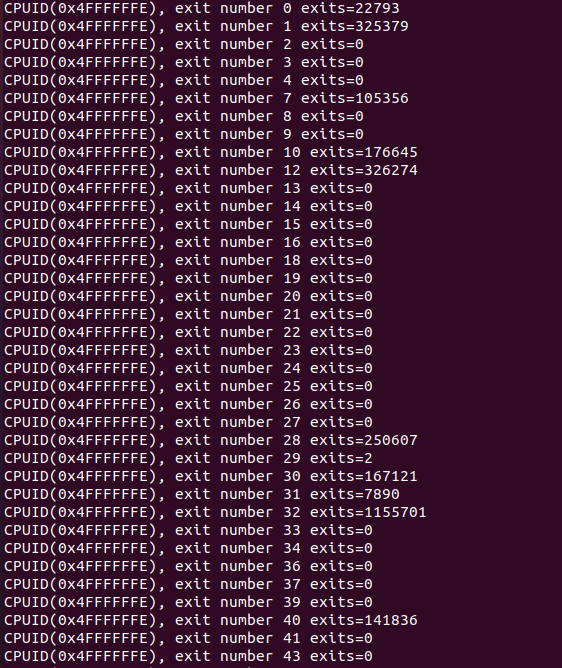 CPUID(0x4FFFFFFE), exit number 0 exits=22793
CPUID(0x4FFFFFFE), exit number 1 exits=325379
CPUID(0x4FFFFFFE), exit number 2 exits=0
CPUID(0x4FFFFFFE), exit number 3 exits=0
CPUID(0x4FFFFFFE), exit number 4 exits=0
CPUID(0x4FFFFFFE), exit number 7 exits=105356
CPUID(0x4FFFFFFE), exit number 8 exits=0
CPUID(0x4FFFFFFE), exit number 9 exits=0
CPUID(0x4FFFFFFE), exit number 10 exits=176645
CPUID(0x4FFFFFFE), exit number 12 exits=326274
CPUID(0x4FFFFFFE), exit number 13 exits=0
CPUID(0x4FFFFFFE), exit number 14 exits=0
CPUID(0x4FFFFFFE), exit number 15 exits=0
CPUID(0x4FFFFFFE), exit number 16 exits=0
CPUID(0x4FFFFFFE), exit number 18 exits=0
CPUID(0x4FFFFFFE), exit number 19 exits=0
CPUID(0x4FFFFFFE), exit number 20 exits=0
CPUID(0x4FFFFFFE), exit number 21 exits=0
CPUID(0x4FFFFFFE), exit number 22 exits=0
CPUID(0x4FFFFFFE), exit number 23 exits=0
CPUID(0x4FFFFFFE), exit number 24 exits=0
CPUID(0x4FFFFFFE), exit number 25 exits=0
CPUID(0x4FFFFFFE), exit number 26 exits=0
CPUID(0x4FFFFFFE), exit number 27 exits=0
CPUID(0x4FFFFFFE), exit number 28 exits=250607
CPUID(0x4FFFFFFE), exit number 29 exits=2
CPUID(0x4FFFFFFE), exit number 30 exits=167121
CPUID(0x4FFFFFFE), exit number 31 exits=7890
CPUID(0x4FFFFFFE), exit number 32 exits=1155701
CPUID(0x4FFFFFFE), exit number 33 exits=0
CPUID(0x4FFFFFFE), exit number 34 exits=0
CPUID(0x4FFFFFFE), exit number 36 exits=0
CPUID(0x4FFFFFFE), exit number 37 exits=0
CPUID(0x4FFFFFFE), exit number 39 exits=0
CPUID(0x4FFFFFFE), exit number 40 exits=141836
CPUID(0x4FFFFFFE), exit number 41 exits=0
CPUID(0x4FFFFFFE), exit number 43 exits=0